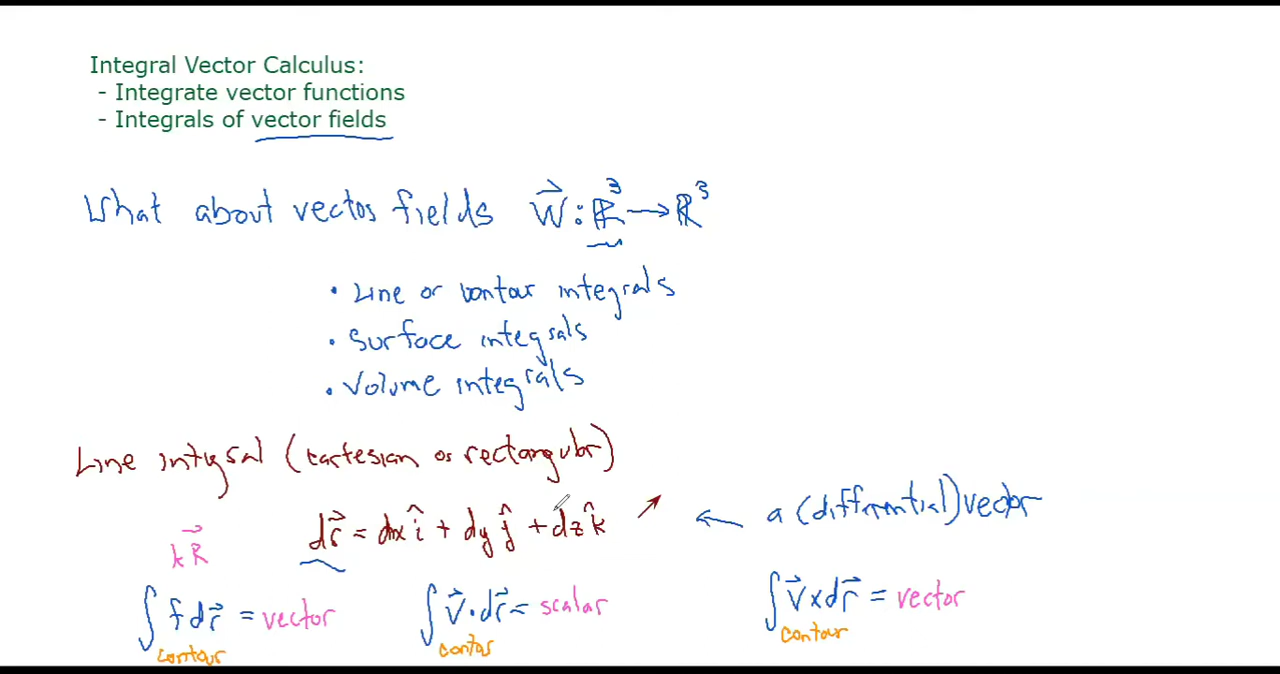 Integral Vector Calculus:
- Integrate vector functions
- Integrals of vector fields
What about vectos fields W⃗: ℝ³ → ℝ³
• Line or contour integrals
• Surface integrals
• Volume integrals
Line integral (cartesian or rectangular)
dr⃗ = dx î + dy ĵ + dz k̂ ↗ ← a (differential) vector
k R⃗
∫ f dr⃗ = vector ∫ V⃗ · dr⃗ = scalar ∫ V⃗ x dr⃗ = vector
contour contour contour